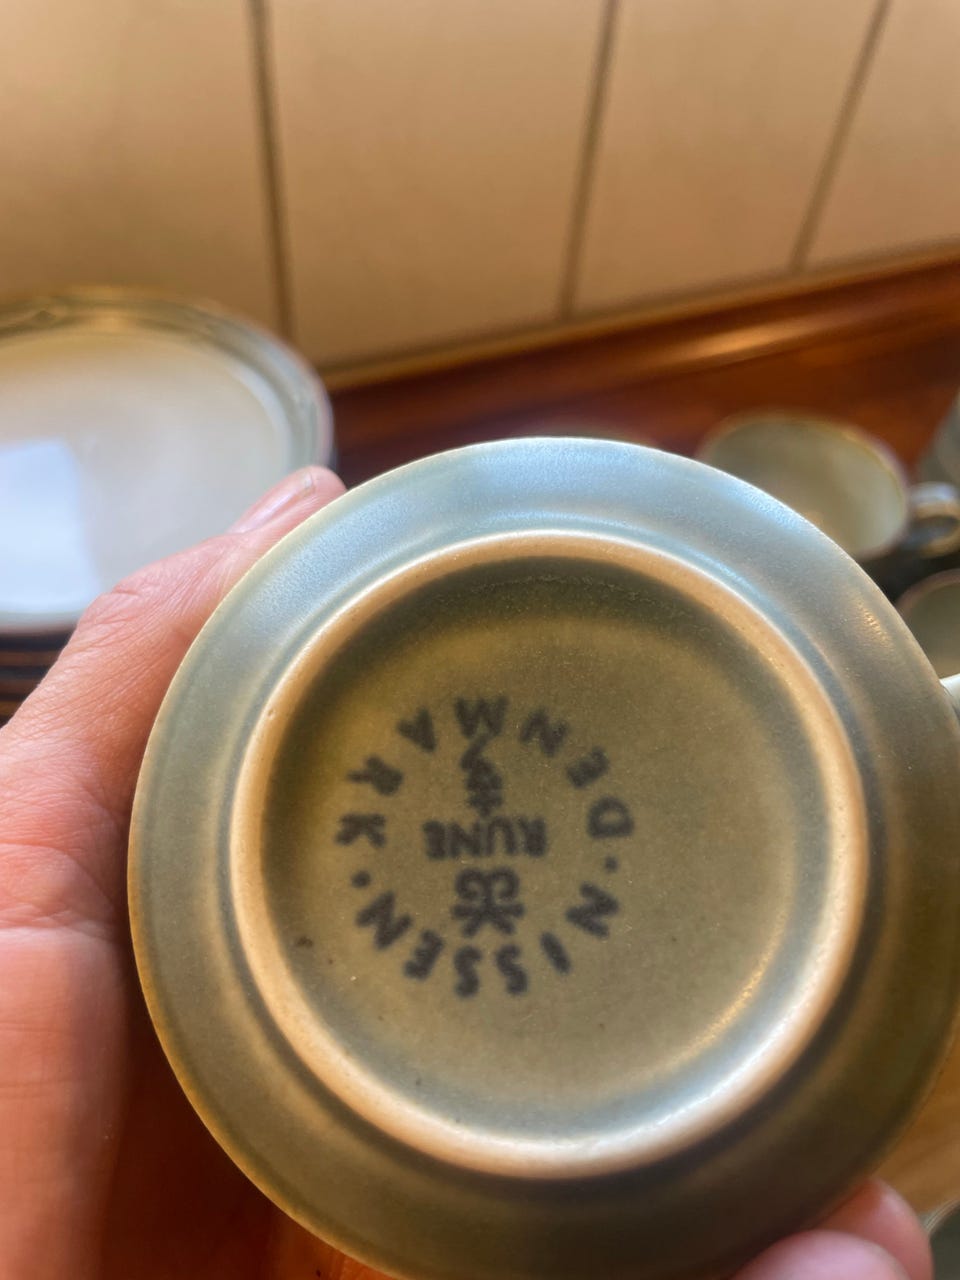 NISSEN · DENMARK ·
RUNE